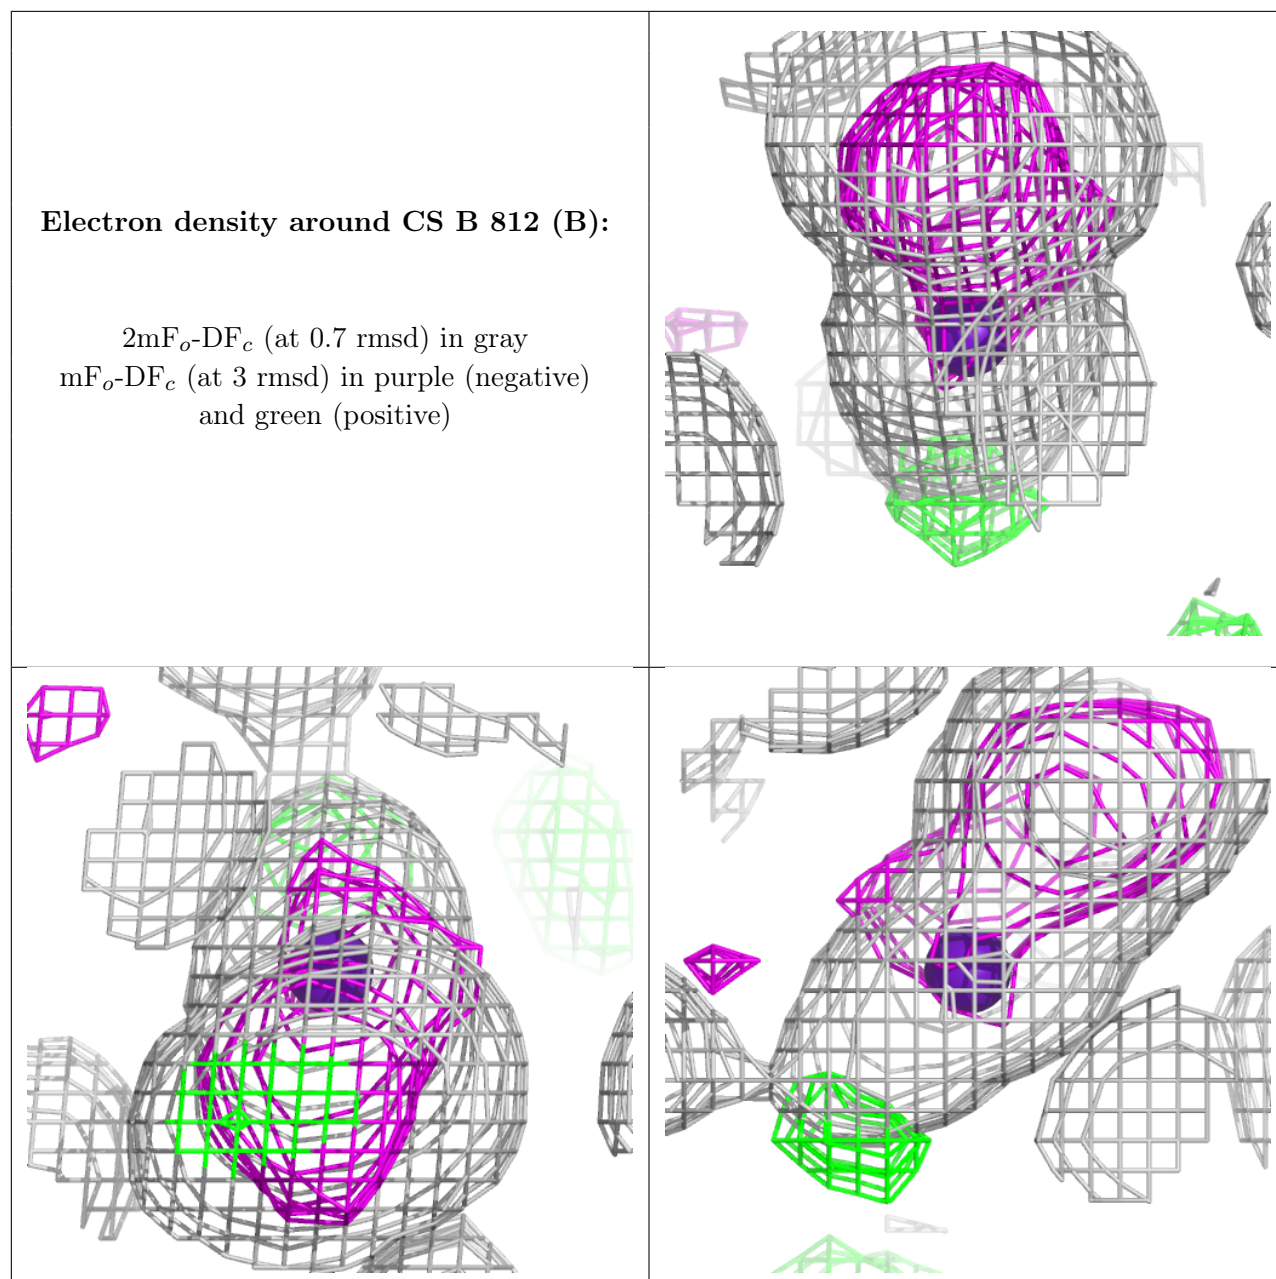 Electron density around CS B 812 (B):
2mFo-DFc (at 0.7 rmsd) in gray
mFo-DFc (at 3 rmsd) in purple (negative)
and green (positive)